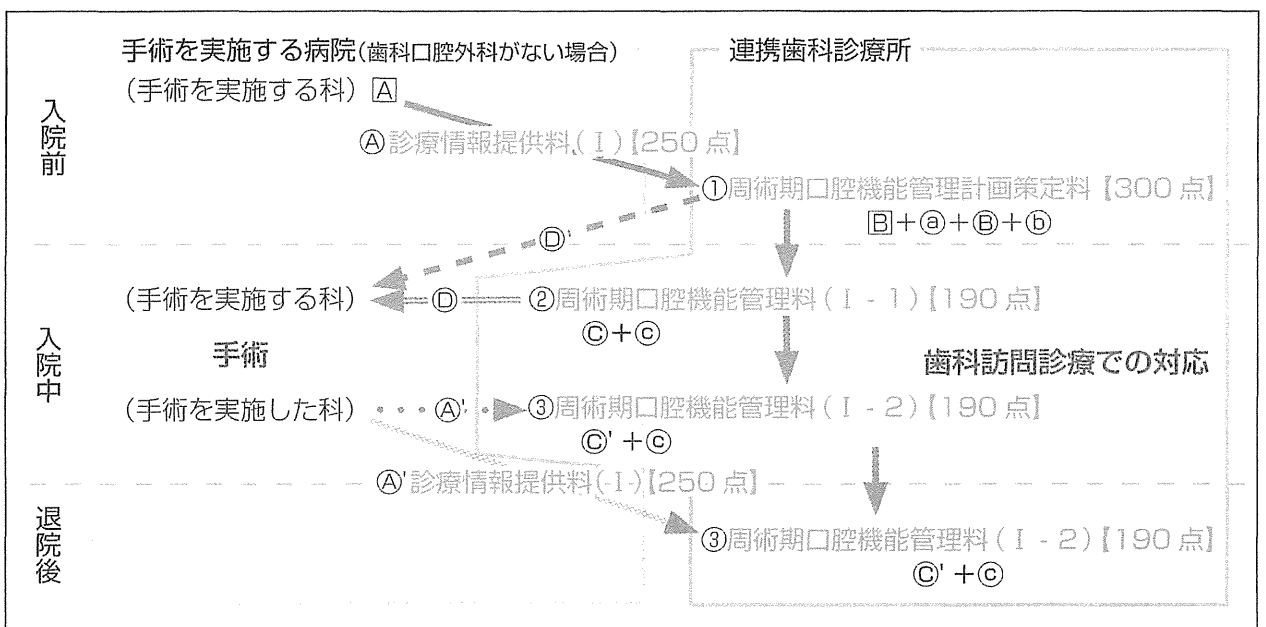 手術を実施する病院(歯科口腔外科がない場合)
連携歯科診療所
入院前
(手術を実施する科) A
Ⓐ診療情報提供料(Ⅰ)【250点】
①周術期口腔機能管理計画策定料【300点】
B+ⓐ+Ⓑ+ⓑ
Ⓓ'
入院中
(手術を実施する科)
Ⓓ
②周術期口腔機能管理料(Ⅰ-1)【190点】
Ⓒ+ⓒ
手術
歯科訪問診療での対応
(手術を実施した科)
Ⓐ'
③周術期口腔機能管理料(Ⅰ-2)【190点】
Ⓒ'+ⓒ
Ⓐ'診療情報提供料(Ⅰ)【250点】
退院後
③周術期口腔機能管理料(Ⅰ-2)【190点】
Ⓒ'+ⓒ